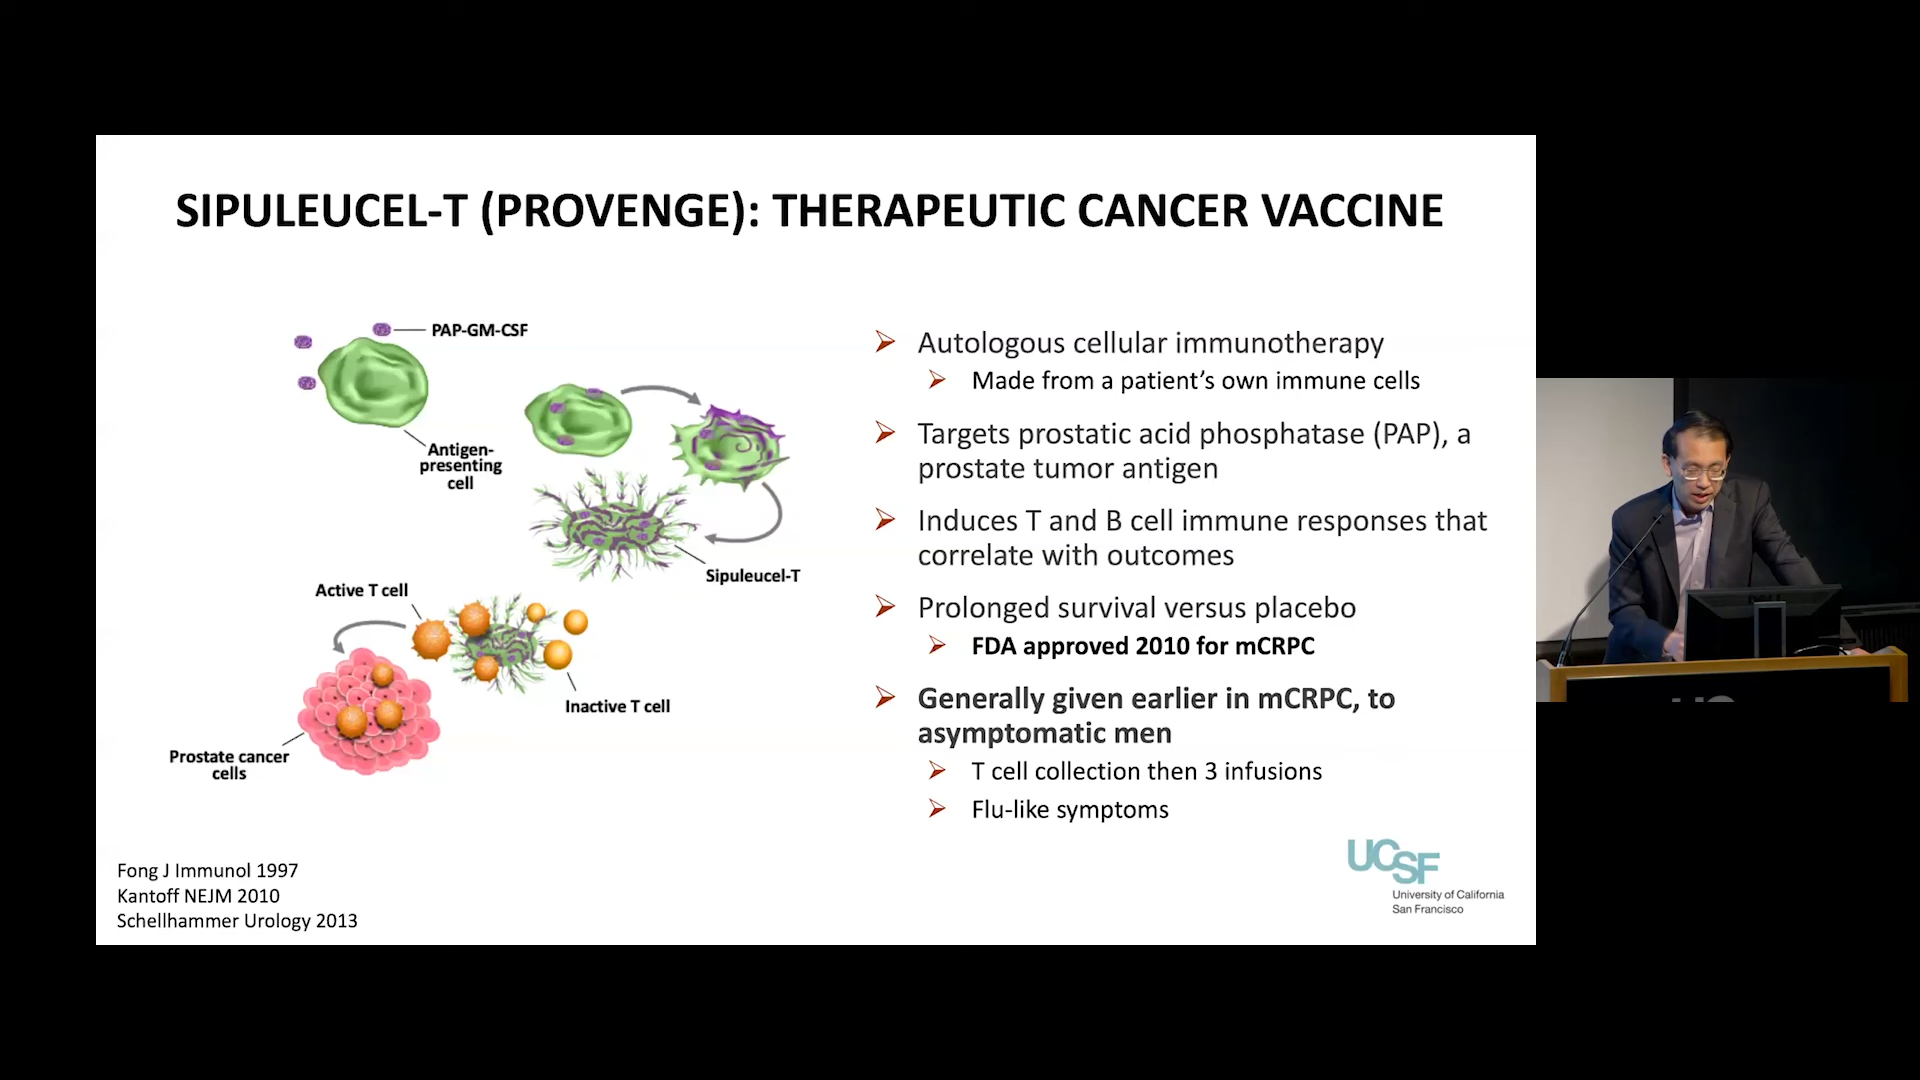 SIPULEUCEL-T (PROVENGE): THERAPEUTIC CANCER VACCINE
PAP-GM-CSF
Antigen-
presenting
cell
Sipuleucel-T
Active T cell
Inactive T cell
Prostate cancer
cells
Autologous cellular immunotherapy
Made from a patient's own immune cells
Targets prostatic acid phosphatase (PAP), a
prostate tumor antigen
Induces T and B cell immune responses that
correlate with outcomes
Prolonged survival versus placebo
FDA approved 2010 for mCRPC
Generally given earlier in mCRPC, to
asymptomatic men
T cell collection then 3 infusions
Flu-like symptoms
Fong J Immunol 1997
Kantoff NEJM 2010
Schellhammer Urology 2013
UCSF
University of California
San Francisco